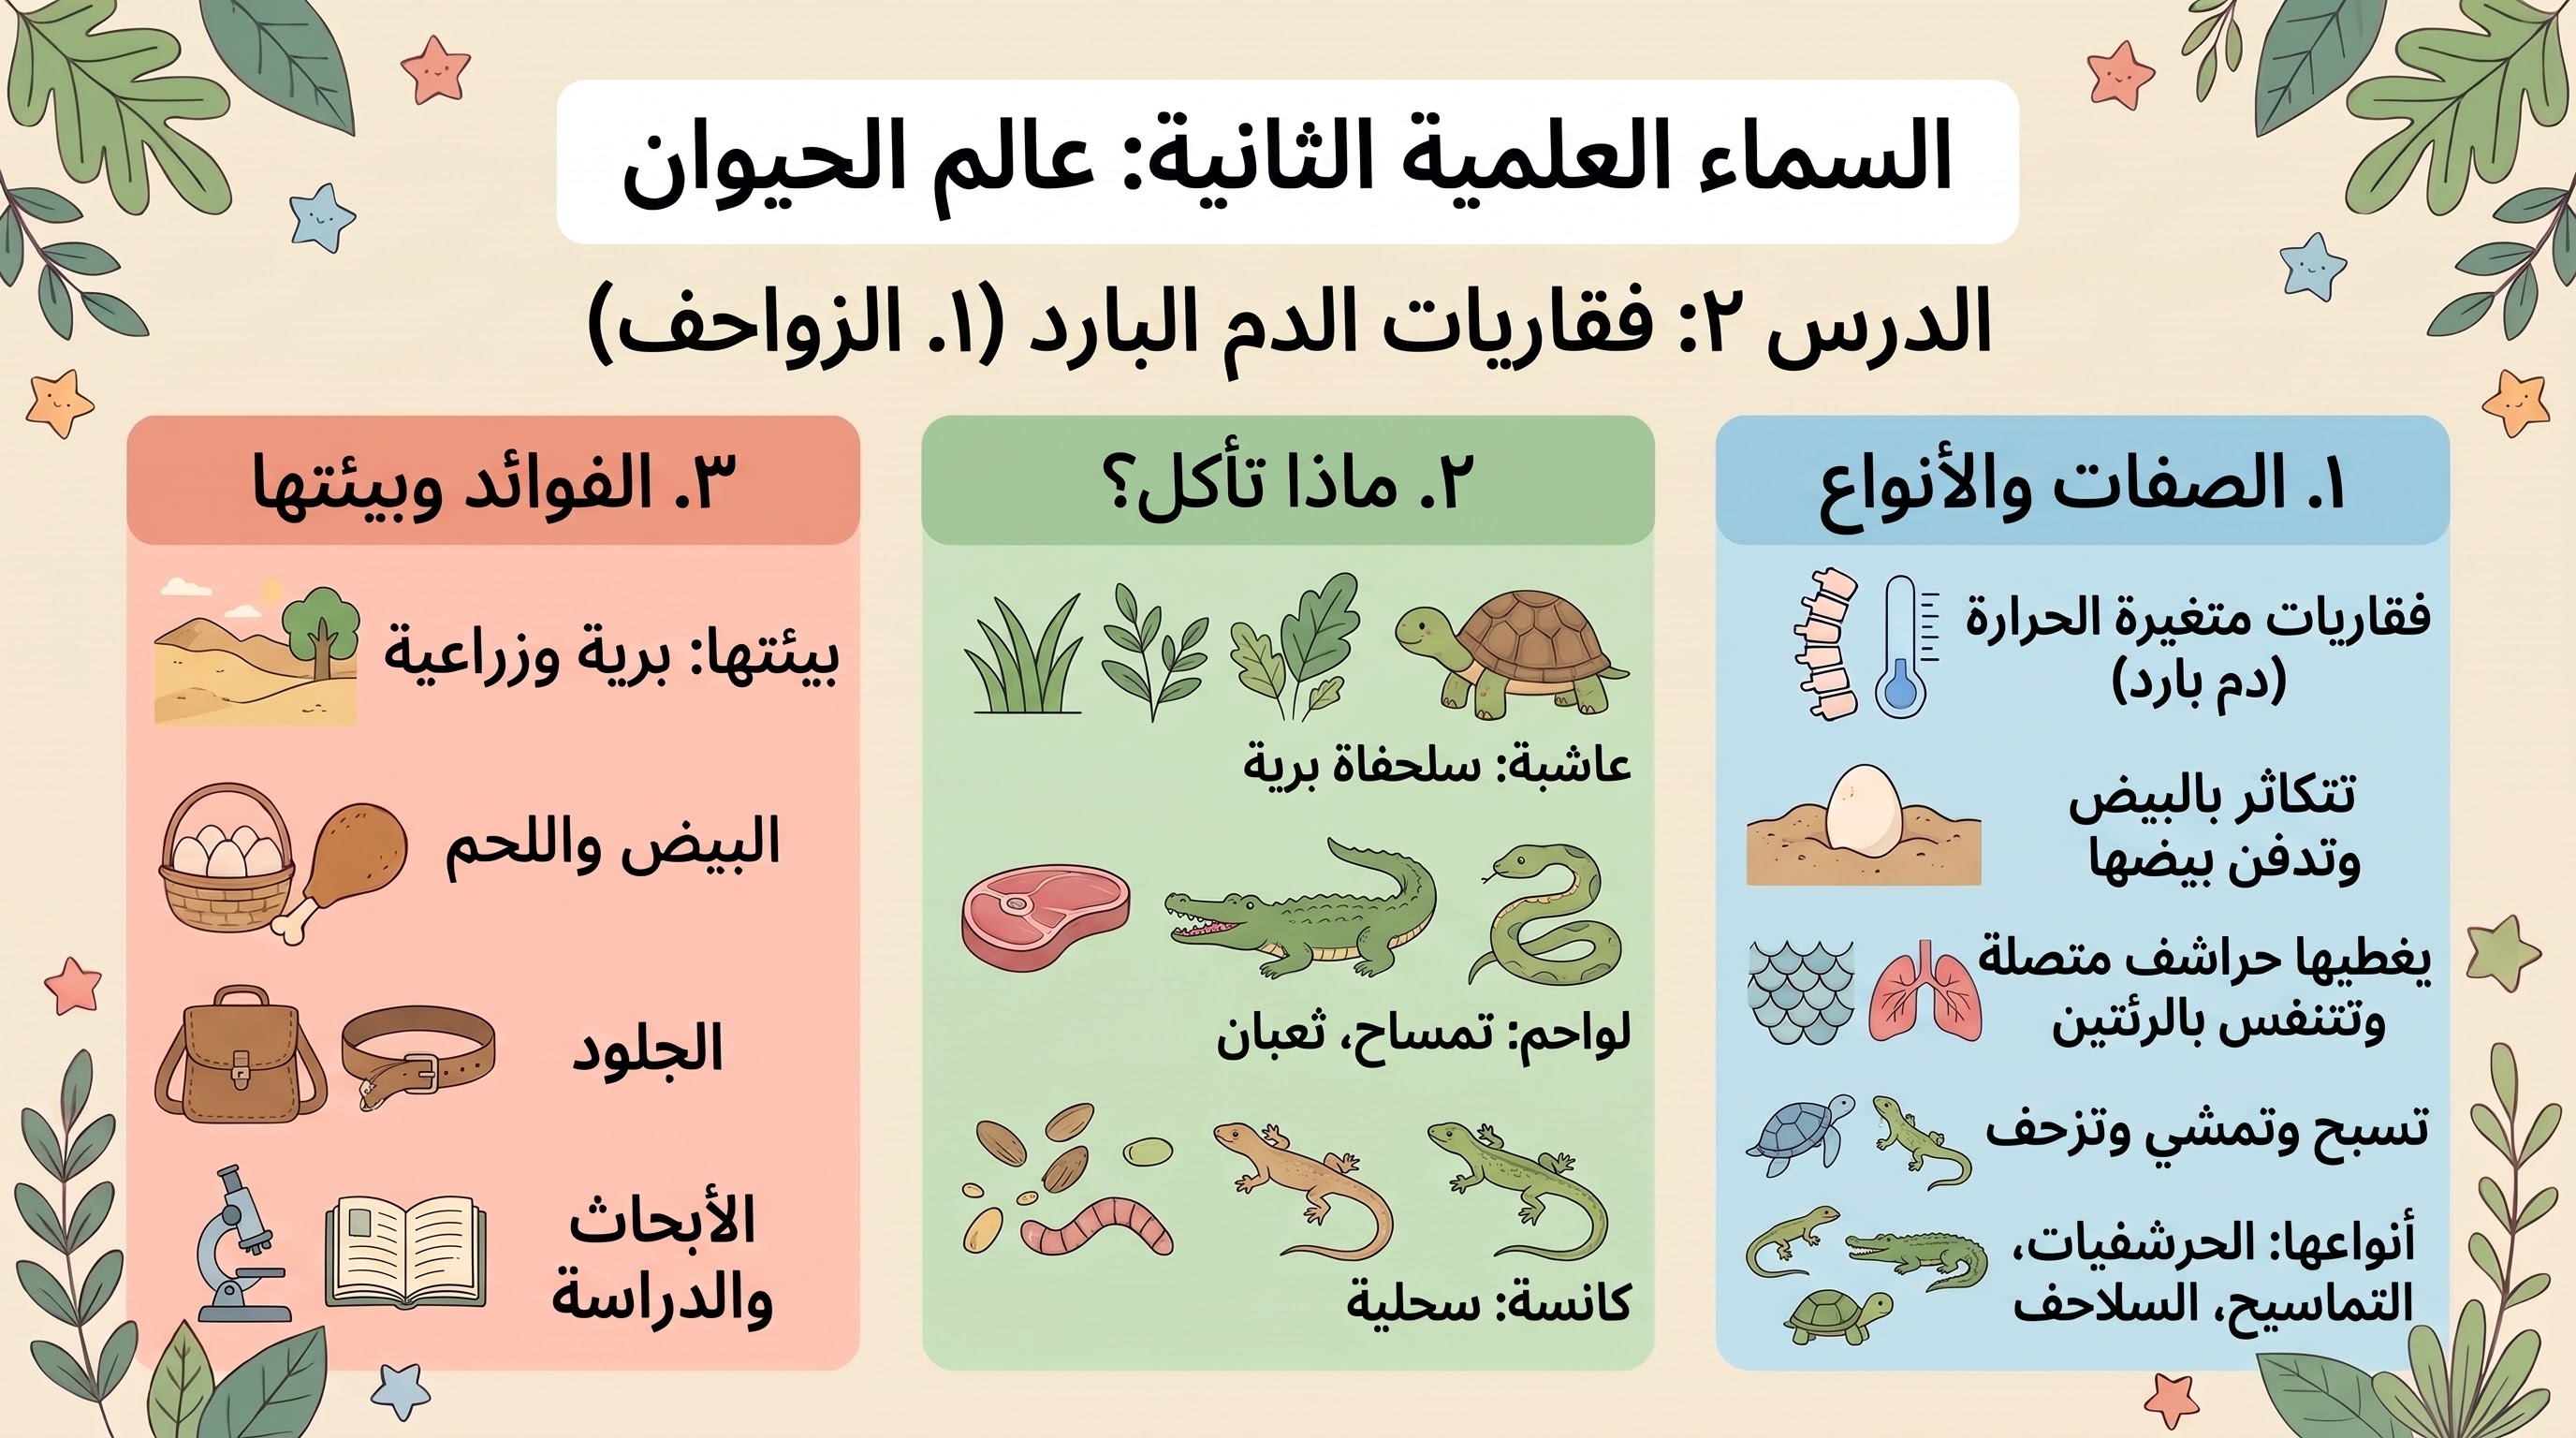 السماء العلمية الثانية: عالم الحيوان
الدرس ٢: فقاريات الدم البارد (١. الزواحف)
١. الصفات والأنواع
فقاريات متغيرة الحرارة
(دم بارد)
تتكاثر بالبيض
وتدفن بيضها
يغطيها حراشف متصلة
وتتنفس بالرئتين
تسبح وتمشي وتزحف
أنواعها: الحرشفيات،
التماسيح، السلاحف
٢. ماذا تأكل؟
عاشبة: سلحفاة برية
لواحم: تمساح، ثعبان
كانسة: سحلية
٣. الفوائد وبيئتها
بيئتها: برية وزراعية
البيض واللحم
الجلود
الأبحاث
والدراسة